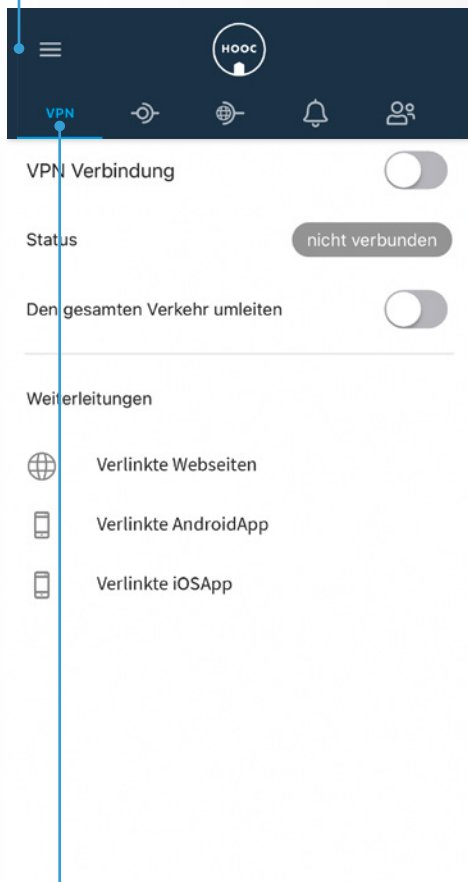 HOOC
VPN
VPN Verbindung
Status
nicht verbunden
Den gesamten Verkehr umleiten
Weiterleitungen
Verlinkte Webseiten
Verlinkte AndroidApp
Verlinkte iOSApp